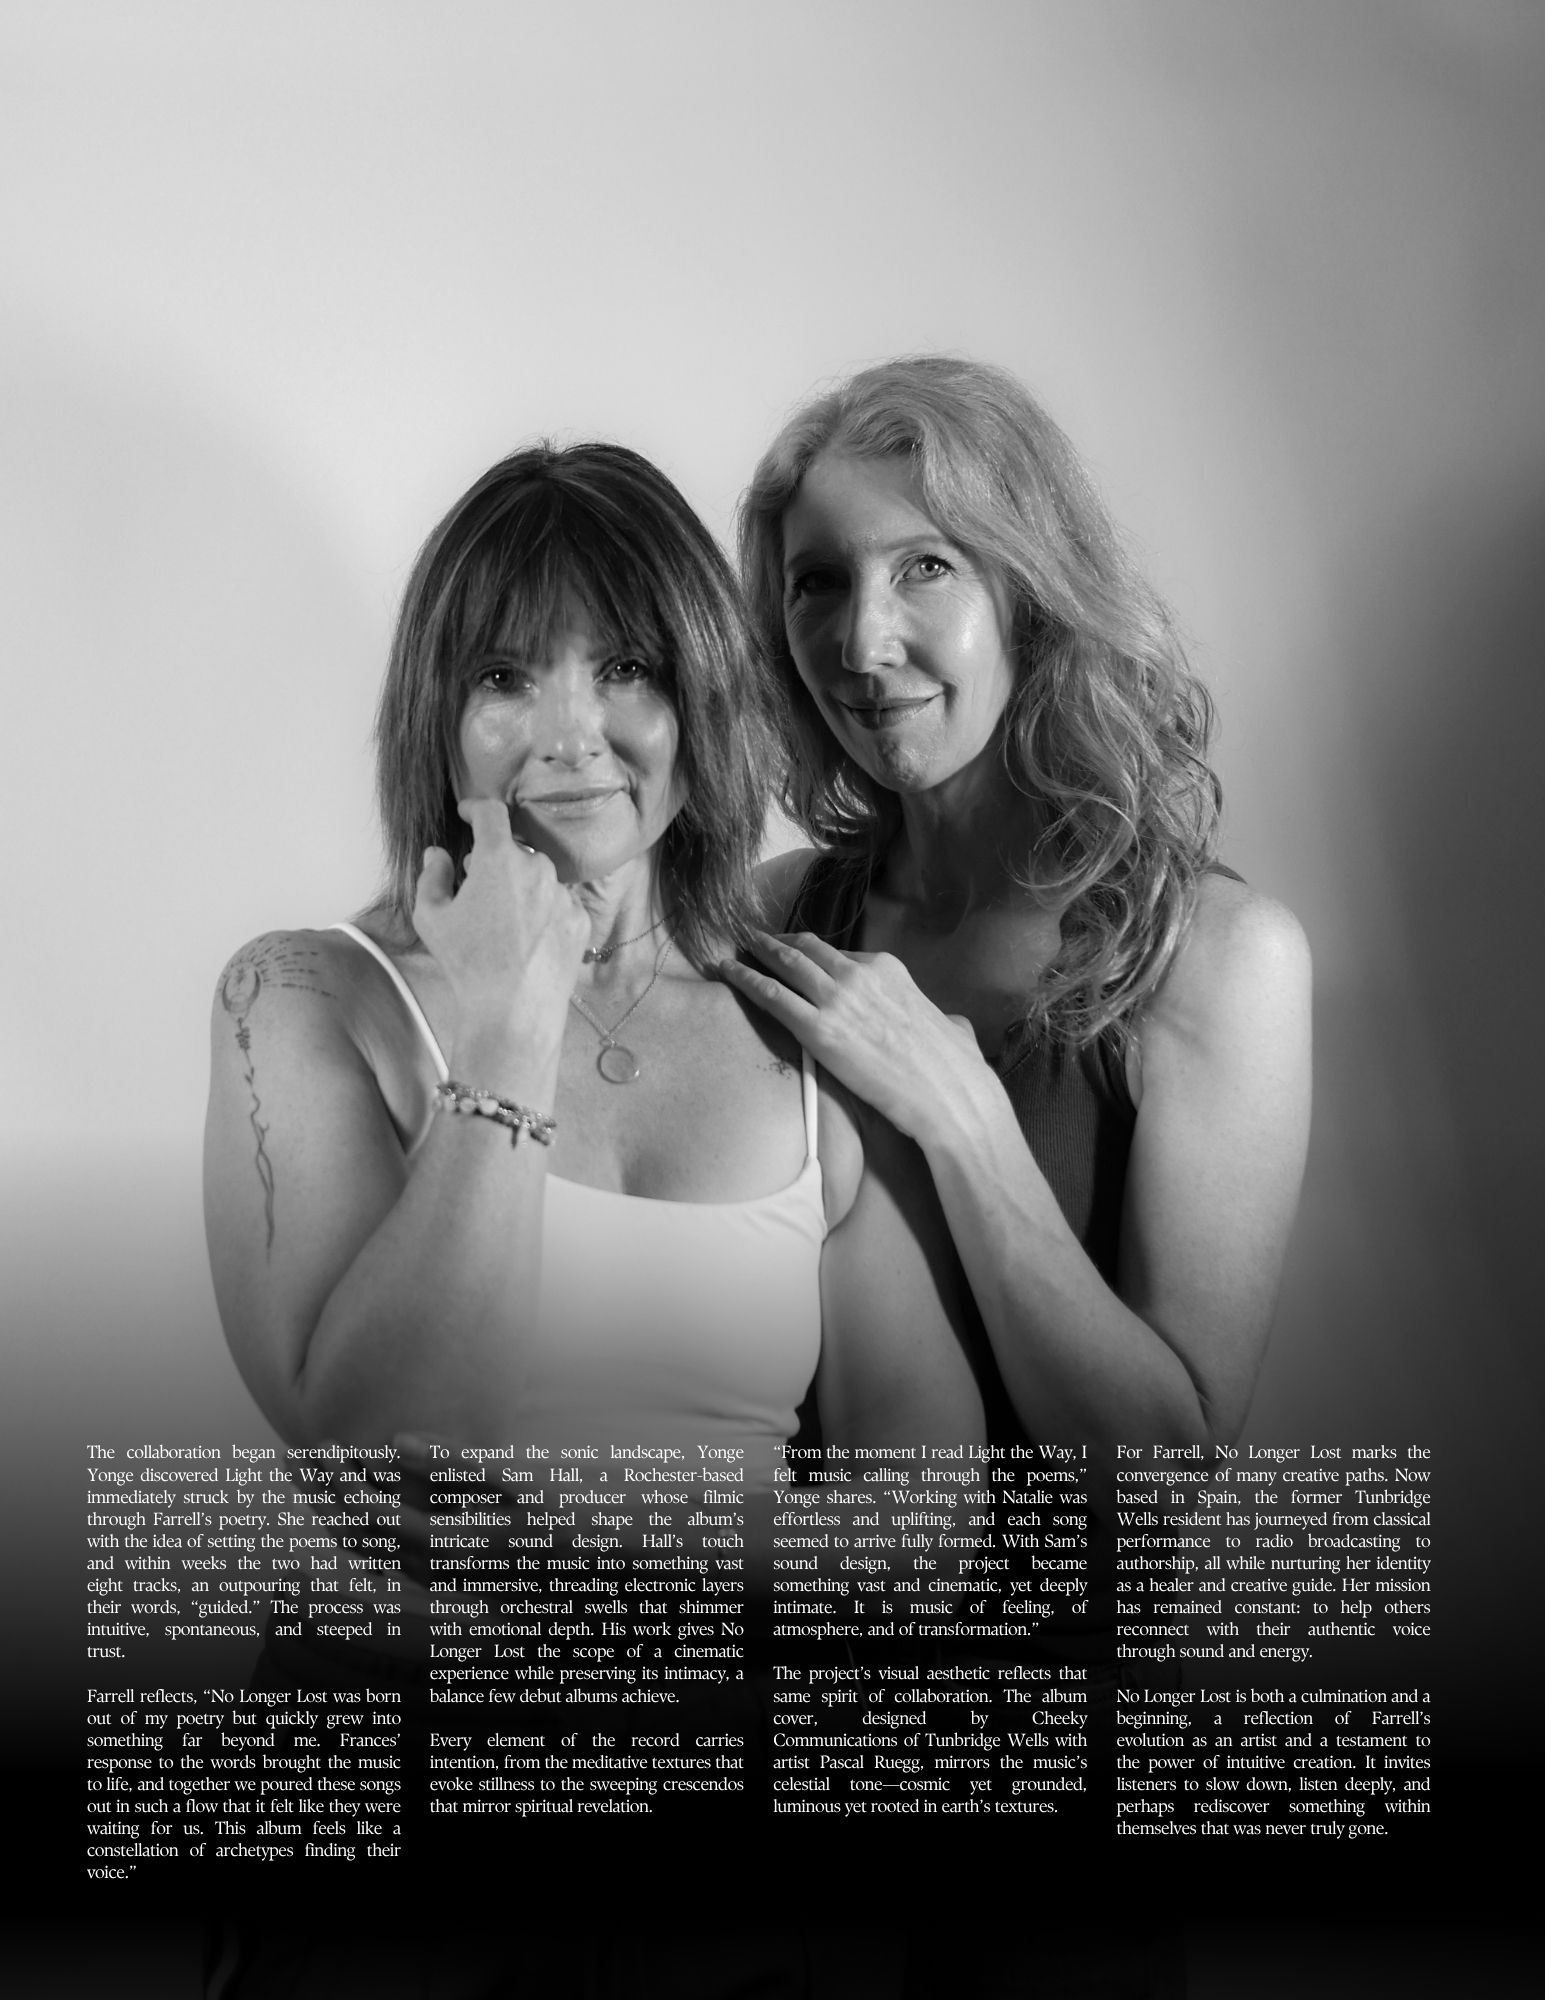 The collaboration began serendipitously.
Yonge discovered Light the Way and was
immediately struck by the music echoing
through Farrell’s poetry. She reached out
with the idea of setting the poems to song,
and within weeks the two had written
eight tracks, an outpouring that felt, in
their words, “guided.” The process was
intuitive, spontaneous, and steeped in
trust.
Farrell reflects, “No Longer Lost was born
out of my poetry but quickly grew into
something far beyond me. Frances’
response to the words brought the music
to life, and together we poured these songs
out in such a flow that it felt like they were
waiting for us. This album feels like a
constellation of archetypes finding their
voice.”
To expand the sonic landscape, Yonge
enlisted Sam Hall, a Rochester-based
composer and producer whose filmic
sensibilities helped shape the album’s
intricate sound design. Hall’s touch
transforms the music into something vast
and immersive, threading electronic layers
through orchestral swells that shimmer
with emotional depth. His work gives No
Longer Lost the scope of a cinematic
experience while preserving its intimacy, a
balance few debut albums achieve.
Every element of the record carries
intention, from the meditative textures that
evoke stillness to the sweeping crescendos
that mirror spiritual revelation.
“From the moment I read Light the Way, I
felt music calling through the poems,”
Yonge shares. “Working with Natalie was
effortless and uplifting, and each song
seemed to arrive fully formed. With Sam’s
sound design, the project became
something vast and cinematic, yet deeply
intimate. It is music of feeling, of
atmosphere, and of transformation.”
The project’s visual aesthetic reflects that
same spirit of collaboration. The album
cover, designed by Cheeky
Communications of Tunbridge Wells with
artist Pascal Ruegg, mirrors the music’s
celestial tone—cosmic yet grounded,
luminous yet rooted in earth’s textures.
For Farrell, No Longer Lost marks the
convergence of many creative paths. Now
based in Spain, the former Tunbridge
Wells resident has journeyed from classical
performance to radio broadcasting to
authorship, all while nurturing her identity
as a healer and creative guide. Her mission
has remained constant: to help others
reconnect with their authentic voice
through sound and energy.
No Longer Lost is both a culmination and a
beginning, a reflection of Farrell’s
evolution as an artist and a testament to
the power of intuitive creation. It invites
listeners to slow down, listen deeply, and
perhaps rediscover something within
themselves that was never truly gone.